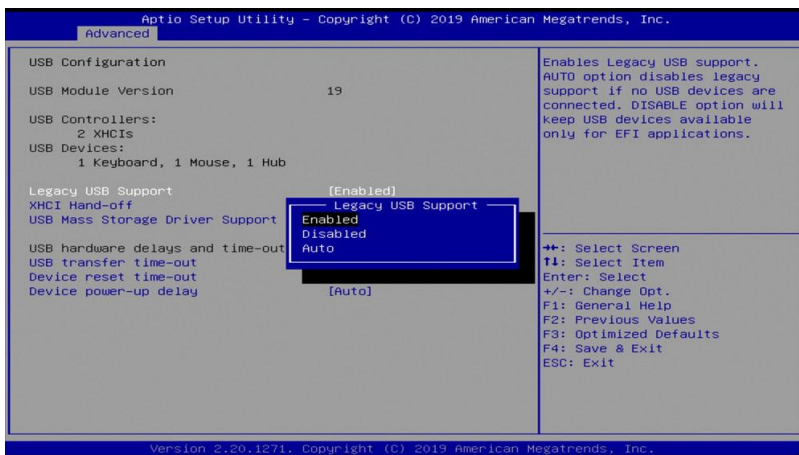 Aptio Setup Utility – Copyright (C) 2019 American Megatrends, Inc.
Advanced
USB Configuration
USB Module Version 19
USB Controllers:
2 XHCIs
USB Devices:
1 Keyboard, 1 Mouse, 1 Hub
Legacy USB Support [Enabled]
XHCI Hand-off
USB Mass Storage Driver Support
USB hardware delays and time-out
USB transfer time-out
Device reset time-out
Device power-up delay [Auto]
Legacy USB Support
Enabled
Disabled
Auto
Enables Legacy USB support.
AUTO option disables legacy
support if no USB devices are
connected. DISABLE option will
keep USB devices available
only for EFI applications.
→←: Select Screen
↑↓: Select Item
Enter: Select
+/-: Change Opt.
F1: General Help
F2: Previous Values
F3: Optimized Defaults
F4: Save & Exit
ESC: Exit
Version 2.20.1271. Copyright (C) 2019 American Megatrends, Inc.